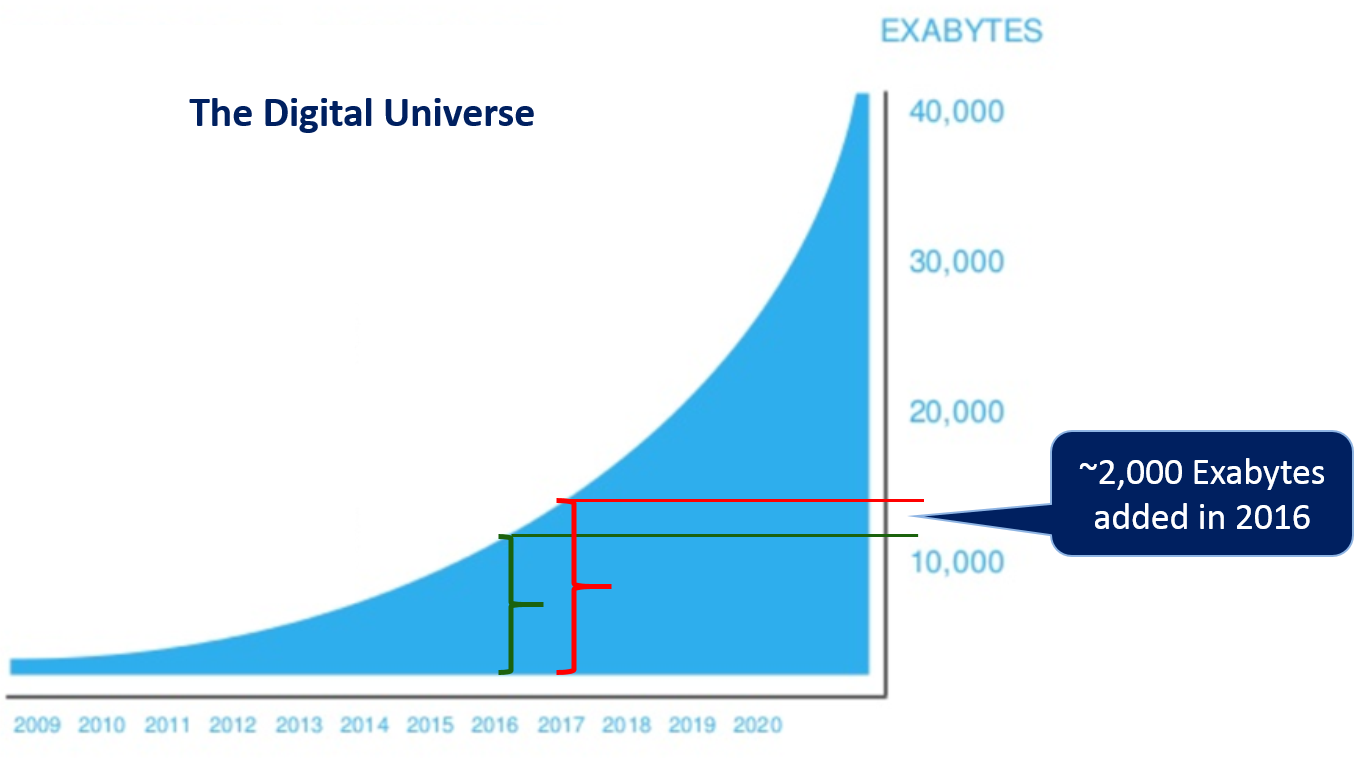 EXABYTES
The Digital Universe
40,000
30,000
20,000
~2,000 Exabytes
added in 2016
10,000
2009 2010 2011 2012 2013 2014 2015 2016 2017 2018 2019 2020